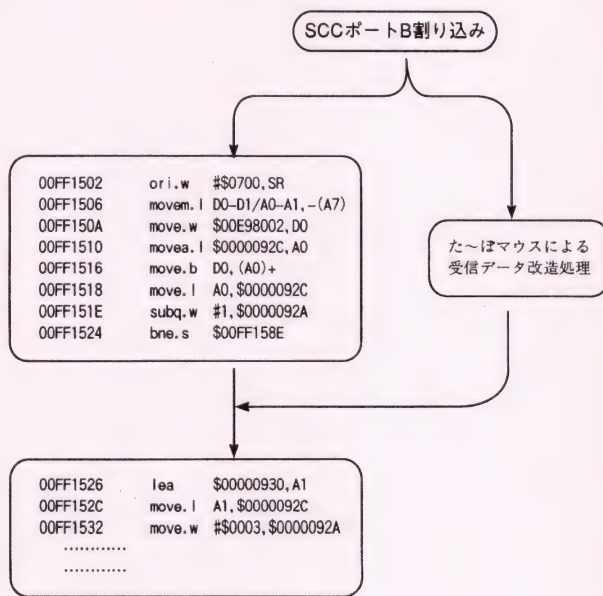 SCCポートB割り込み
00FF1502 ori.w #$0700,SR
00FF1506 movem.l D0-D1/A0-A1,-(A7)
00FF150A move.w $00E98002,D0
00FF1510 movea.l $0000092C,A0
00FF1516 move.b D0,(A0)+
00FF1518 move.l A0,$0000092C
00FF151E subq.w #1,$0000092A
00FF1524 bne.s $00FF158E
た～ぼマウスによる
受信データ改造処理
00FF1526 lea $00000930,A1
00FF152C move.l A1,$0000092C
00FF1532 move.w #$0003,$0000092A
…………
…………